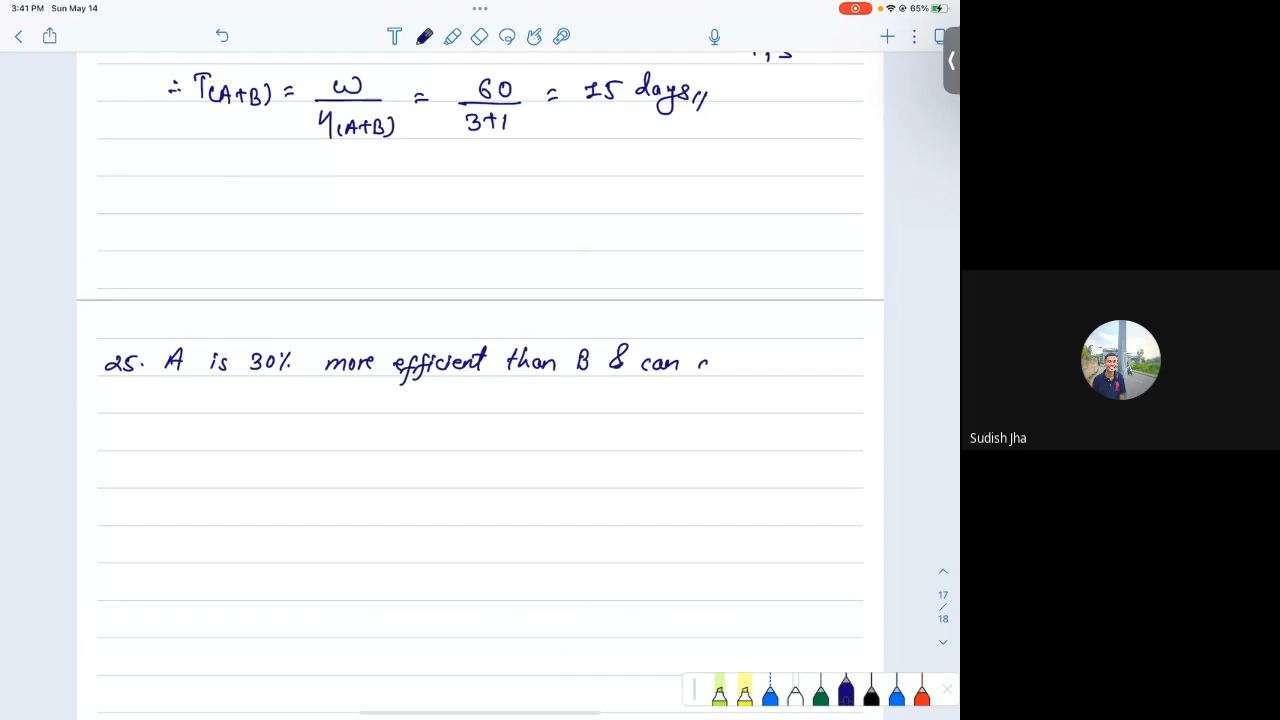 3:41 PM Sun May 14
65%
∴ T(A+B) = ω / η(A+B) = 60 / 3+1 = 15 days //
25. A is 30% more efficient than B & can
T
17
/
18
Sudish Jha